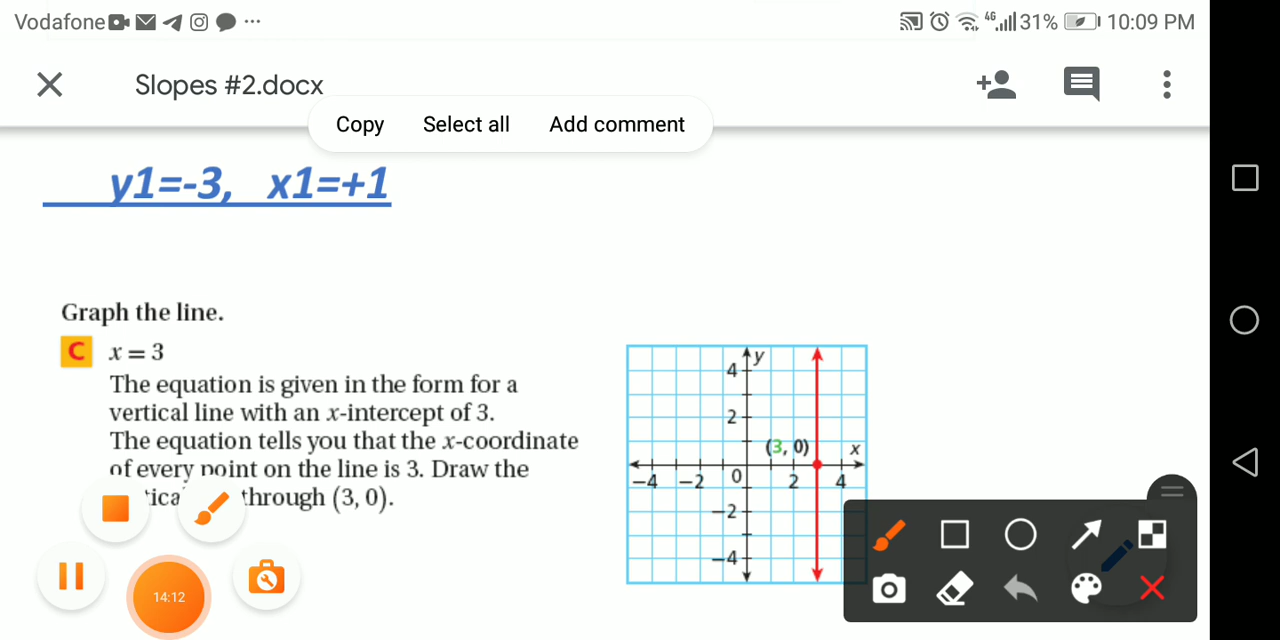 Vodafone ... 4G 31% 10:09 PM
Slopes #2.docx
Copy Select all Add comment
y1=-3, x1=+1
Graph the line.
C x = 3
The equation is given in the form for a
vertical line with an x-intercept of 3.
The equation tells you that the x-coordinate
of every point on the line is 3. Draw the
through (3, 0).
y
4
2
(3, 0) x
-4 -2 0 2 4
-2
-4
14:12